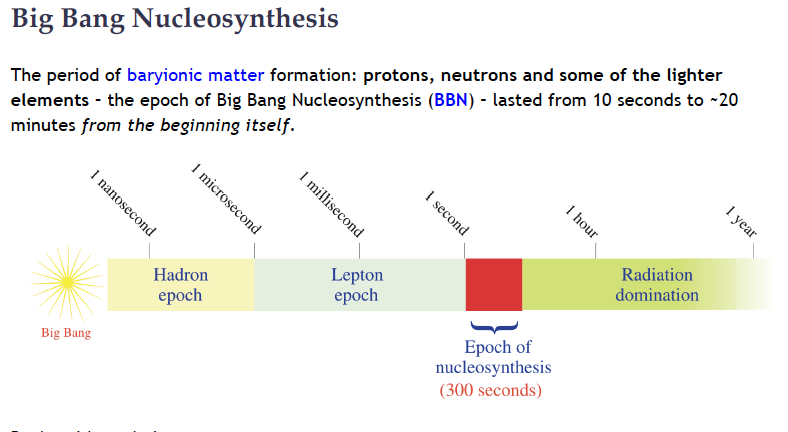 Big Bang Nucleosynthesis
The period of baryionic matter formation: protons, neutrons and some of the lighter
elements - the epoch of Big Bang Nucleosynthesis (BBN) - lasted from 10 seconds to ~20
minutes from the beginning itself.
1 nanosecond
1 microsecond
1 millisecond
1 second
1 hour
1 year
Hadron
epoch
Lepton
epoch
Radiation
domination
Big Bang
Epoch of
nucleosynthesis
(300 seconds)